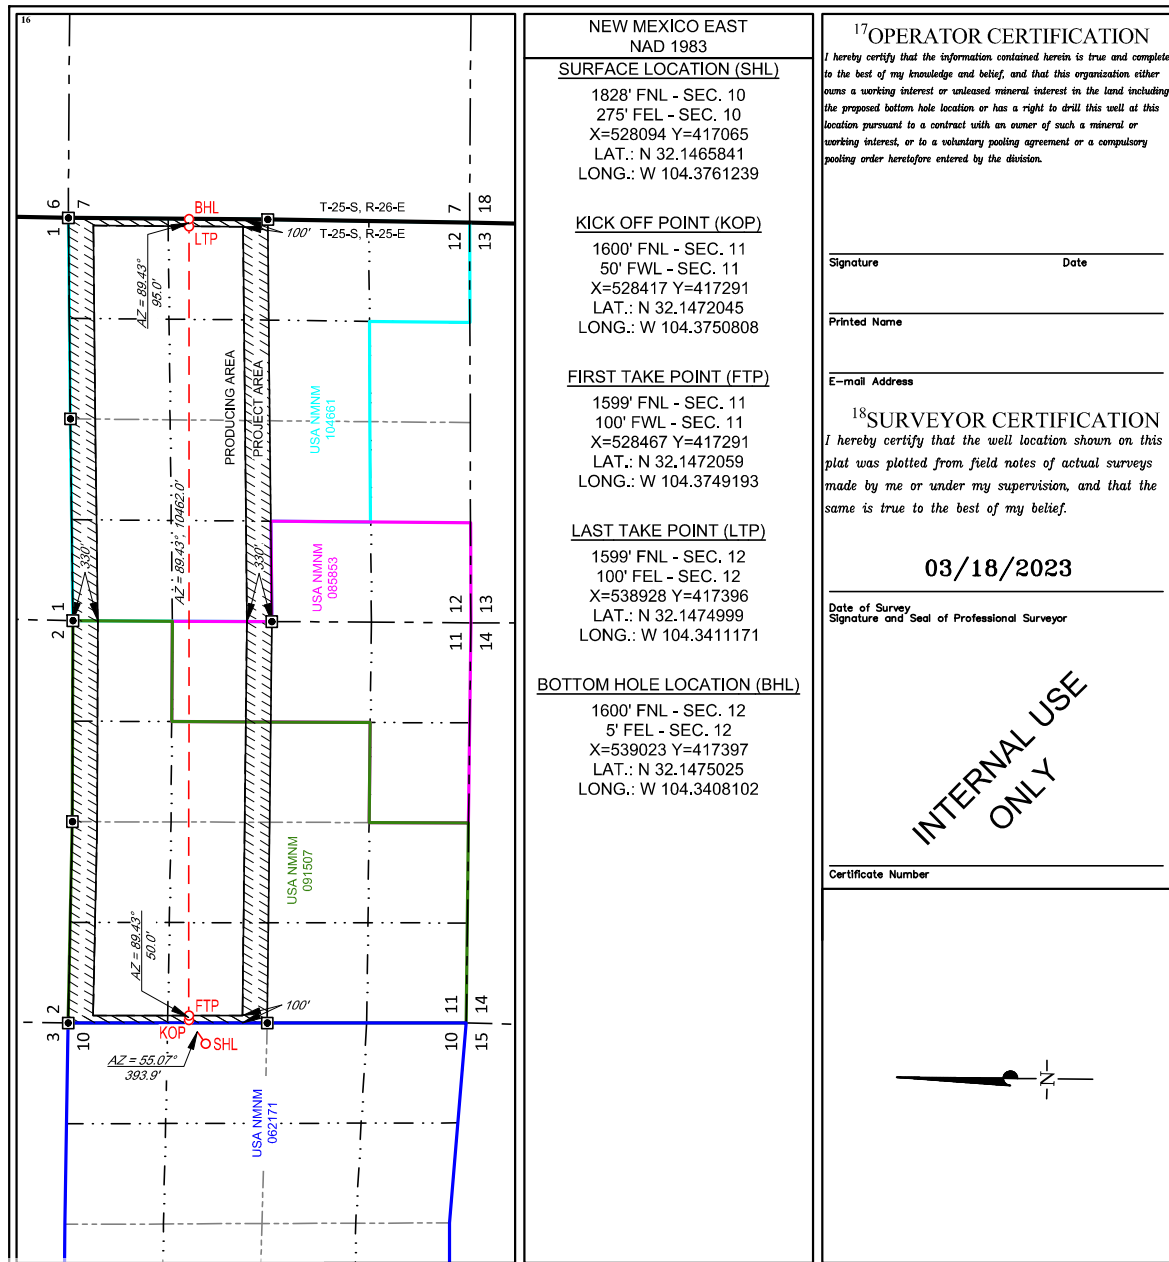 16
6
7
1
BHL
LTP
T-25-S, R-26-E
T-25-S, R-25-E
100'
7
18
12
13
AZ = 89.43°
95.0'
PRODUCING AREA
PROJECT AREA
USA NMNM
104661
AZ = 89.43°, 10462.0'
330'
330'
USA NMNM
085853
1
2
12
13
11
14
USA NMNM
091507
AZ = 89.43°
50.0'
FTP
100'
KOP
SHL
2
3
10
11
14
10
15
AZ = 55.07°
393.9'
USA NMNM
062171
NEW MEXICO EAST
NAD 1983
SURFACE LOCATION (SHL)
1828' FNL - SEC. 10
275' FEL - SEC. 10
X=528094 Y=417065
LAT.: N 32.1465841
LONG.: W 104.3761239
KICK OFF POINT (KOP)
1600' FNL - SEC. 11
50' FWL - SEC. 11
X=528417 Y=417291
LAT.: N 32.1472045
LONG.: W 104.3750808
FIRST TAKE POINT (FTP)
1599' FNL - SEC. 11
100' FWL - SEC. 11
X=528467 Y=417291
LAT.: N 32.1472059
LONG.: W 104.3749193
LAST TAKE POINT (LTP)
1599' FNL - SEC. 12
100' FEL - SEC. 12
X=538928 Y=417396
LAT.: N 32.1474999
LONG.: W 104.3411171
BOTTOM HOLE LOCATION (BHL)
1600' FNL - SEC. 12
5' FEL - SEC. 12
X=539023 Y=417397
LAT.: N 32.1475025
LONG.: W 104.3408102
17OPERATOR CERTIFICATION
I hereby certify that the information contained herein is true and complete
to the best of my knowledge and belief, and that this organization either
owns a working interest or unleased mineral interest in the land including
the proposed bottom hole location or has a right to drill this well at this
location pursuant to a contract with an owner of such a mineral or
working interest, or to a voluntary pooling agreement or a compulsory
pooling order heretofore entered by the division.
Signature Date
Printed Name
E-mail Address
18SURVEYOR CERTIFICATION
I hereby certify that the well location shown on this
plat was plotted from field notes of actual surveys
made by me or under my supervision, and that the
same is true to the best of my belief.
03/18/2023
Date of Survey
Signature and Seal of Professional Surveyor
INTERNAL USE
ONLY
Certificate Number
N